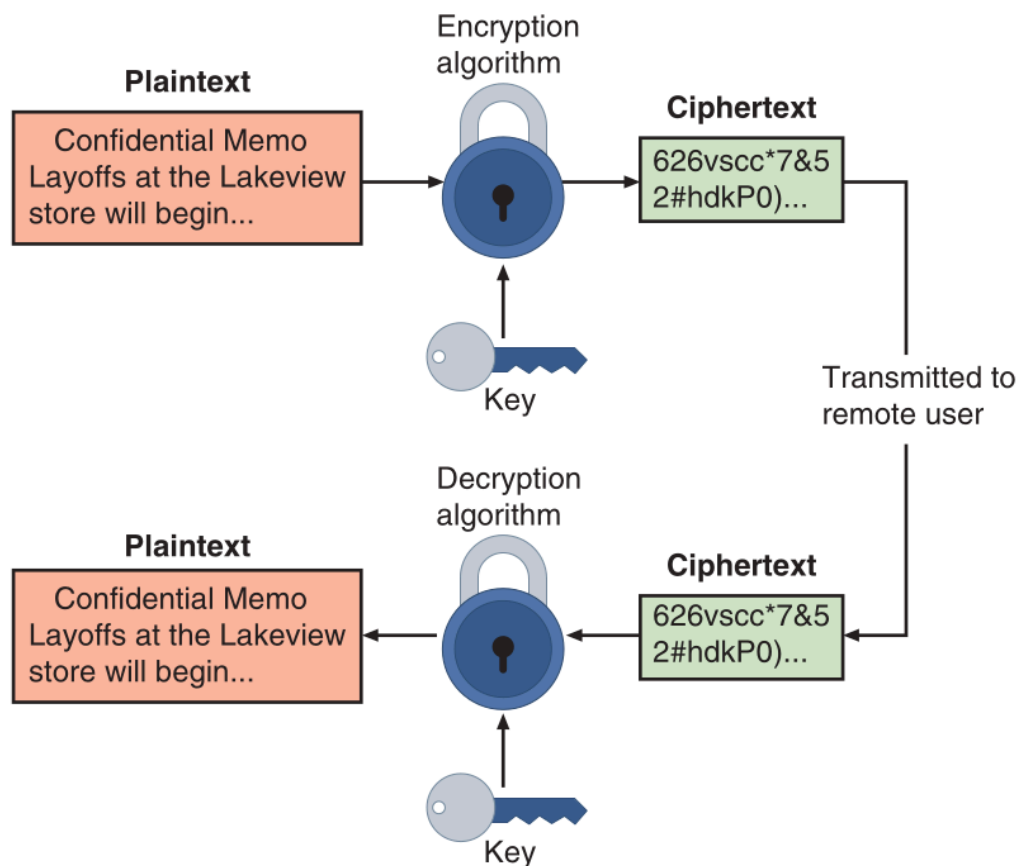 Encryption
algorithm
Plaintext
Confidential Memo
Layoffs at the Lakeview
store will begin...
Ciphertext
626vscc*7&52
2#hdkP0)...
Key
Transmitted to
remote user
Decryption
algorithm
Plaintext
Confidential Memo
Layoffs at the Lakeview
store will begin...
Ciphertext
626vscc*7&5
2#hdkP0)...
Key